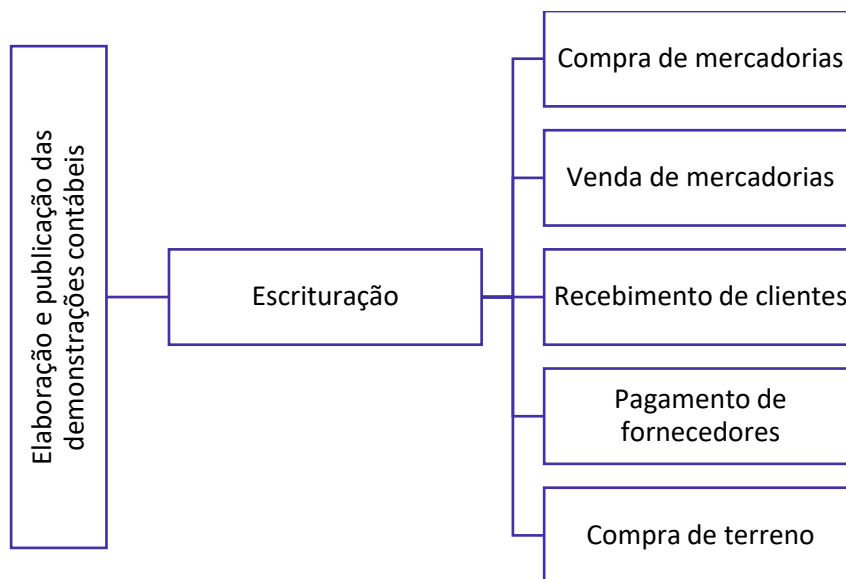 Elaboração e publicação das
demonstrações contábeis
Escrituração
Compra de mercadorias
Venda de mercadorias
Recebimento de clientes
Pagamento de
fornecedores
Compra de terreno